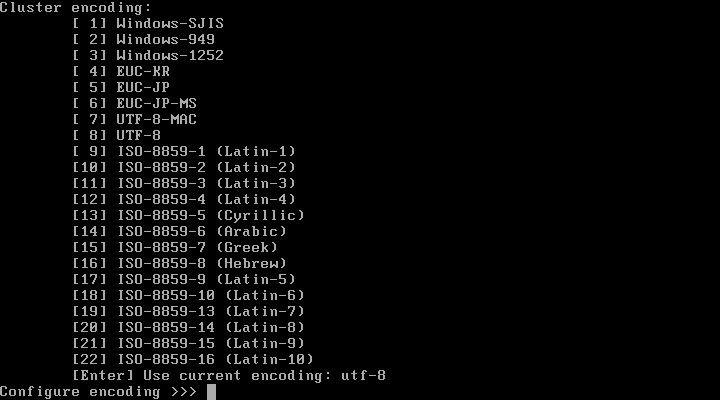 Cluster encoding:
[ 1] Windows-SJIS
[ 2] Windows-949
[ 3] Windows-1252
[ 4] EUC-KR
[ 5] EUC-JP
[ 6] EUC-JP-MS
[ 7] UTF-8-MAC
[ 8] UTF-8
[ 9] ISO-8859-1 (Latin-1)
[10] ISO-8859-2 (Latin-2)
[11] ISO-8859-3 (Latin-3)
[12] ISO-8859-4 (Latin-4)
[13] ISO-8859-5 (Cyrillic)
[14] ISO-8859-6 (Arabic)
[15] ISO-8859-7 (Greek)
[16] ISO-8859-8 (Hebrew)
[17] ISO-8859-9 (Latin-5)
[18] ISO-8859-10 (Latin-6)
[19] ISO-8859-13 (Latin-7)
[20] ISO-8859-14 (Latin-8)
[21] ISO-8859-15 (Latin-9)
[22] ISO-8859-16 (Latin-10)
[Enter] Use current encoding: utf-8
Configure encoding >>>